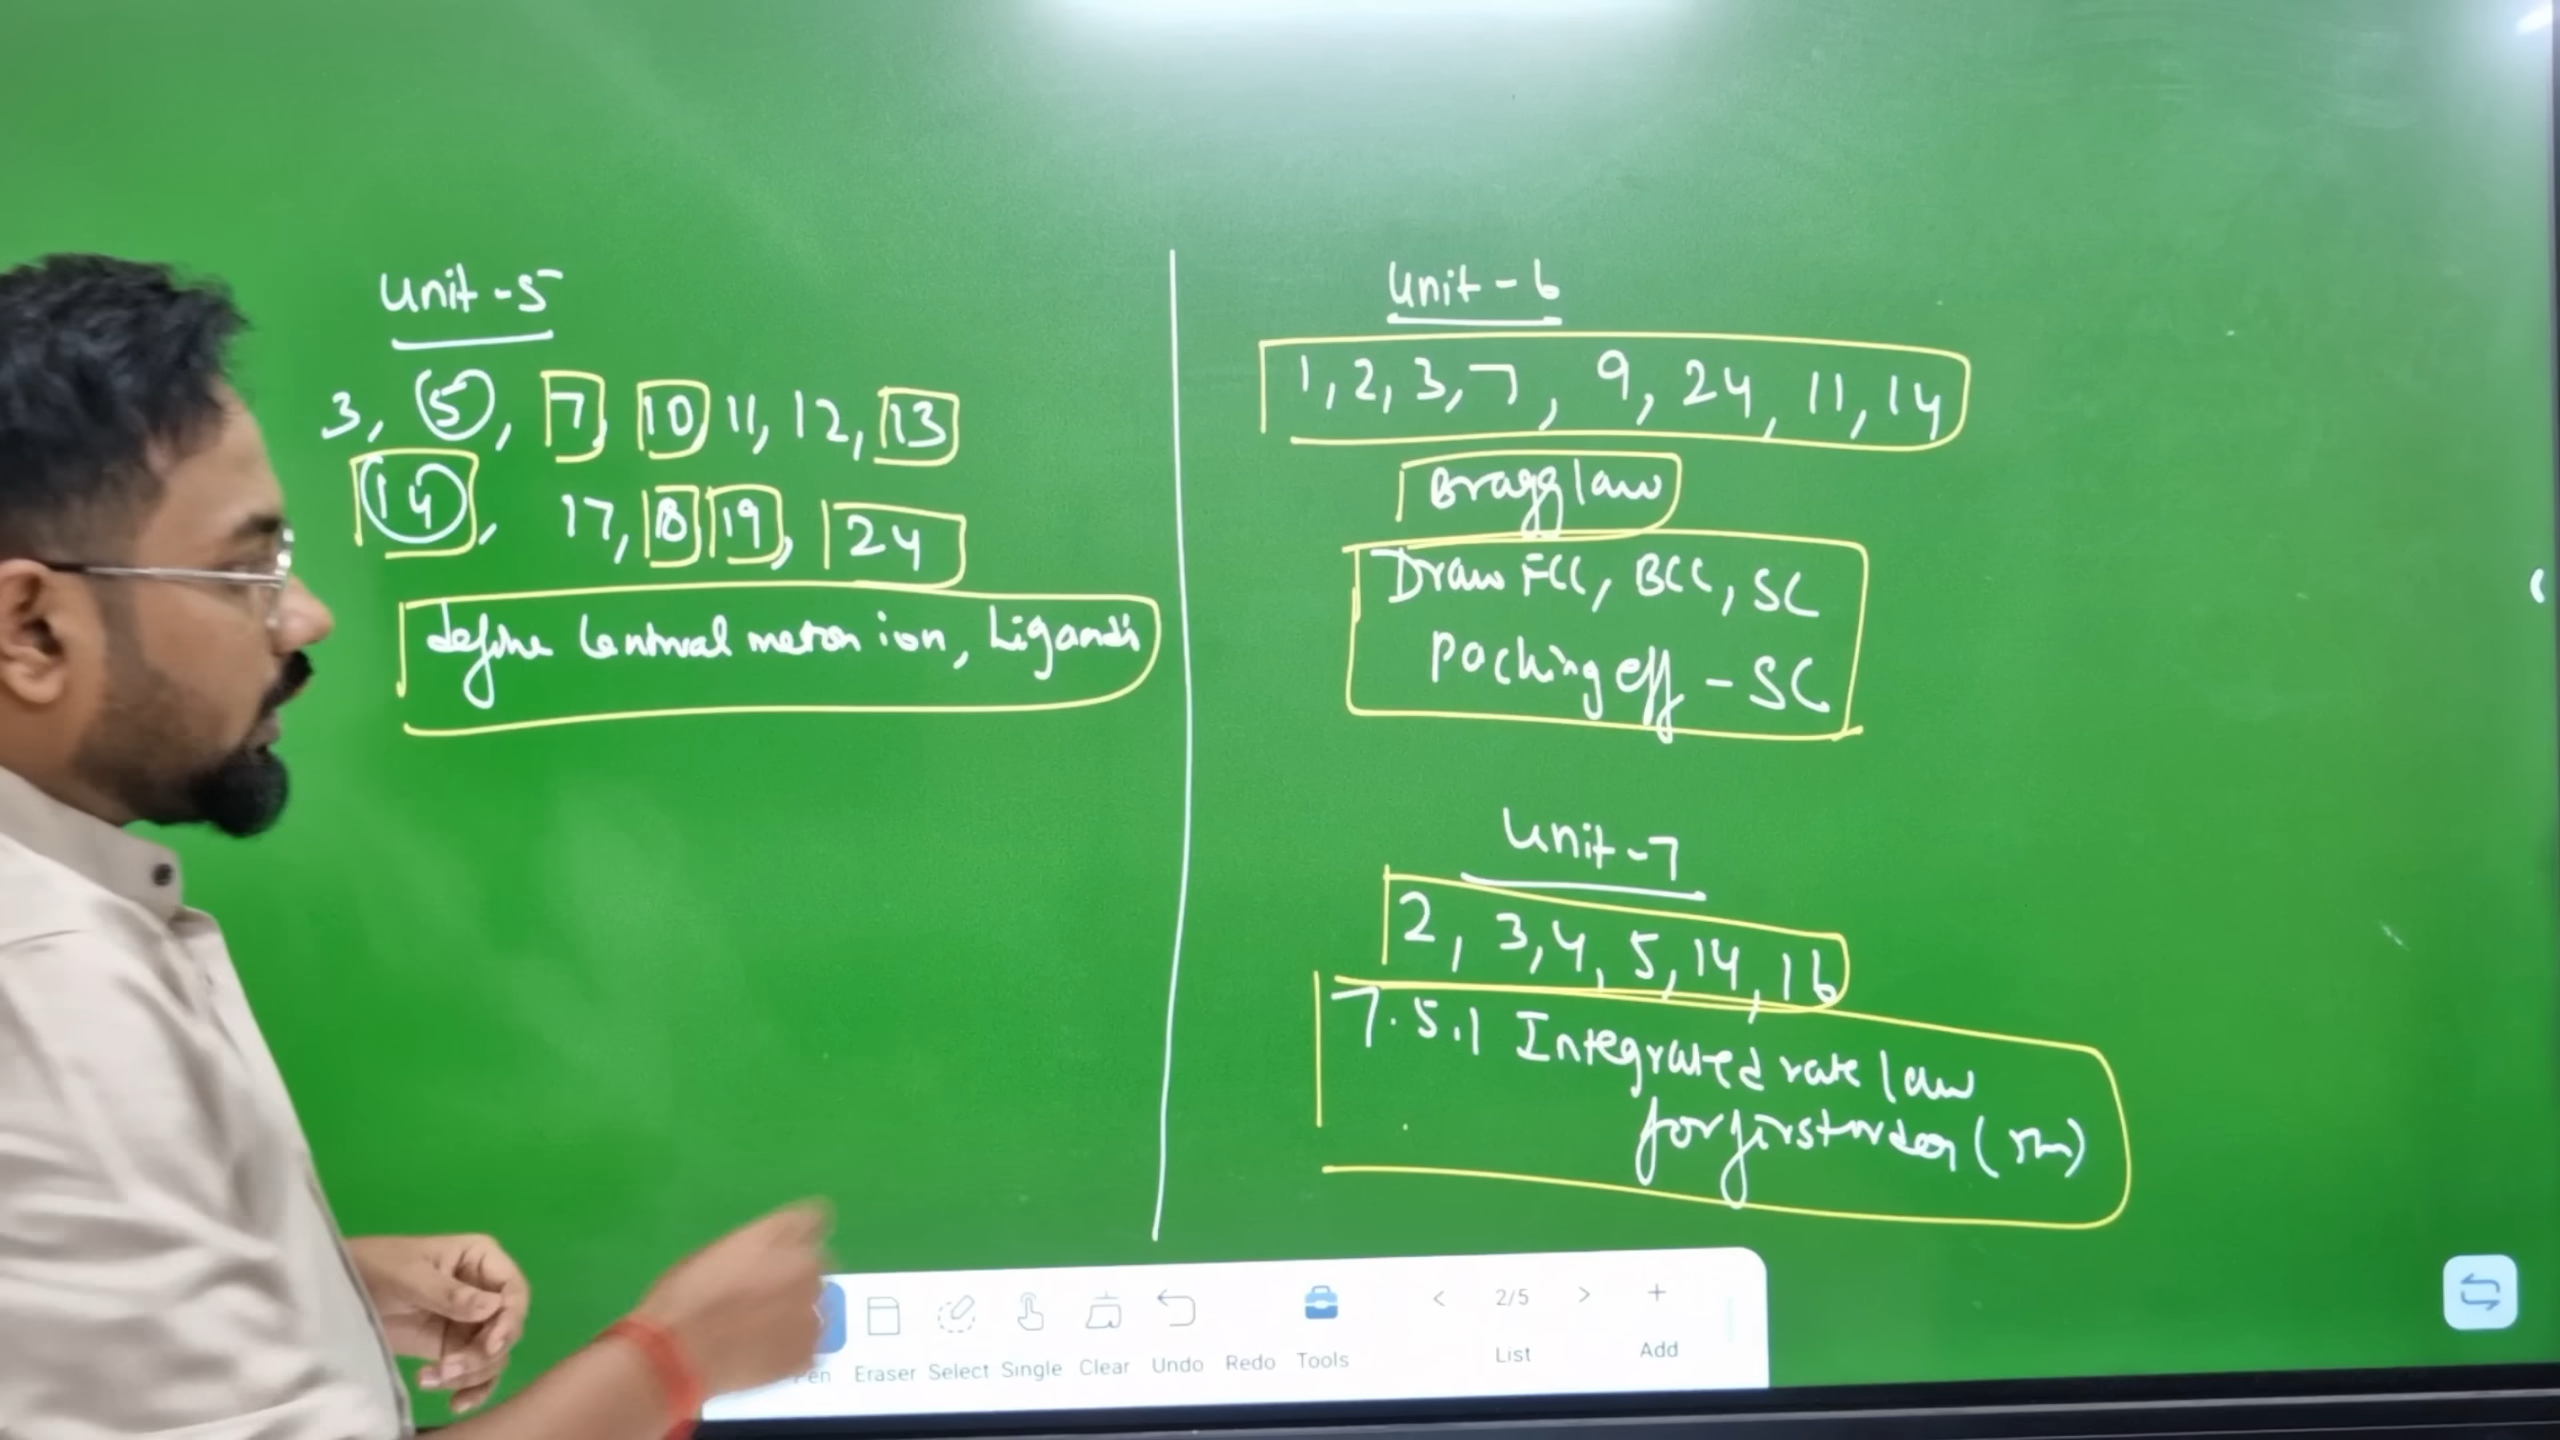 Unit-5
3, 5, 7, 10 11, 12, 13
14, 17, 18 19, 24
define Central metal ion, Ligands
Unit-6
1, 2, 3, 7, 9, 24, 11, 14
Bragg law
Draw FCC, BCC, SC
Packing eff - SC
Unit-7
2, 3, 4, 5, 14, 16
7.5.1 Integrated rate law
for first order (5m)
Pen Eraser Select Single Clear Undo Redo Tools
< 2/5 > +
List Add